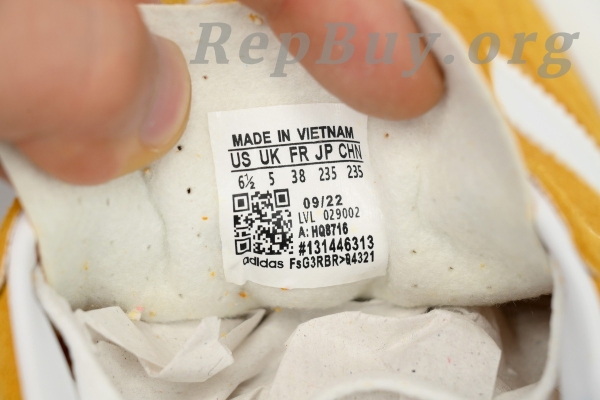 RepBuy.org
MADE IN VIETNAM
US UK FR JP CHN
6½ 5 38 235 235
09/22
LVL 029002
A: HQ8716
#131446313
adidas FsG3RBR>B4321